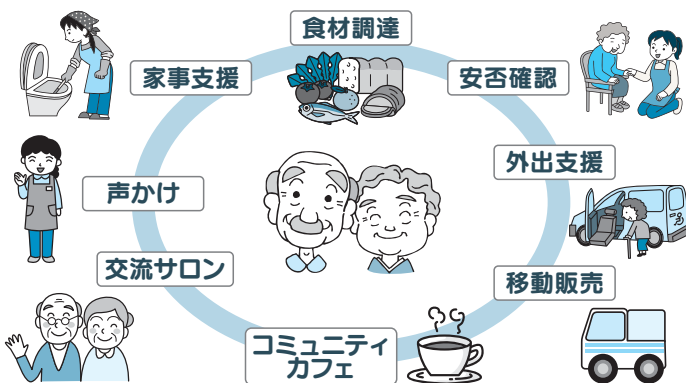 食材調達
家事支援
安否確認
声かけ
外出支援
交流サロン
移動販売
コミュニティ
カフェ